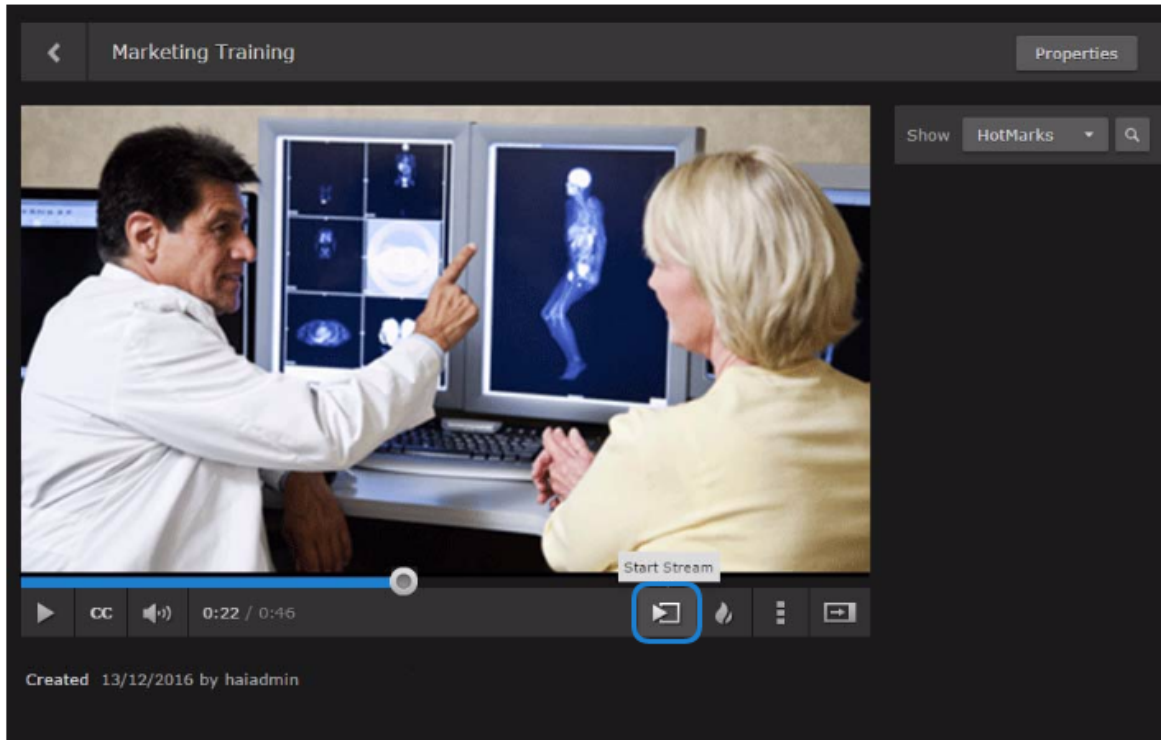 Marketing Training
Properties
Show HotMarks
Start Stream
CC 0:22 / 0:46
Created 13/12/2016 by haiadmin